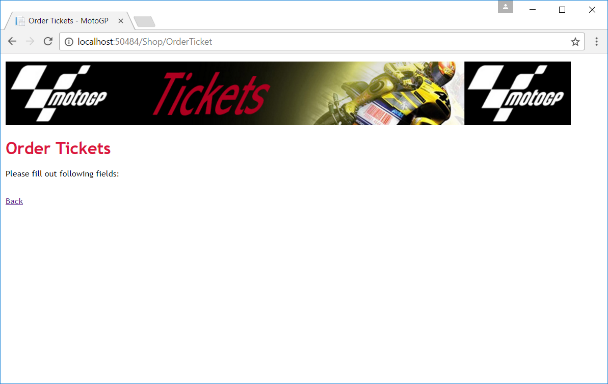 Order Tickets - MotoGP
localhost:50484/Shop/OrderTicket
MotoGP Tickets MotoGP
Order Tickets
Please fill out following fields:
Back